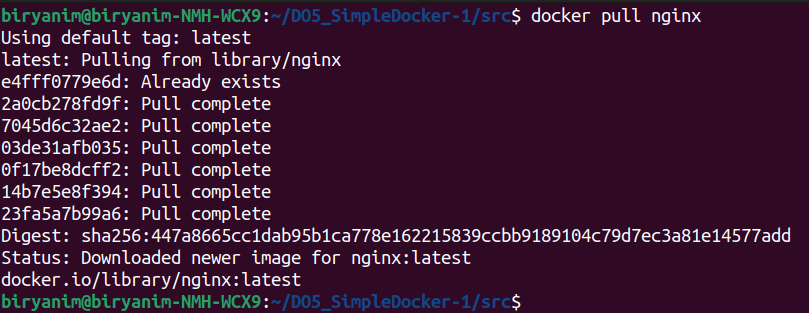 biryanim@biryanim-NMH-WCX9:~/DO5_SimpleDocker-1/src$ docker pull nginx
Using default tag: latest
latest: Pulling from library/nginx
e4fff0779e6d: Already exists
2a0cb278fd9f: Pull complete
7045d6c32ae2: Pull complete
03de31afb035: Pull complete
0f17be8dcff2: Pull complete
14b7e5e8f394: Pull complete
23fa5a7b99a6: Pull complete
Digest: sha256:447a8665cc1dab95b1ca778e162215839ccbb9189104c79d7ec3a81e14577add
Status: Downloaded newer image for nginx:latest
docker.io/library/nginx:latest
biryanim@biryanim-NMH-WCX9:~/DO5_SimpleDocker-1/src$